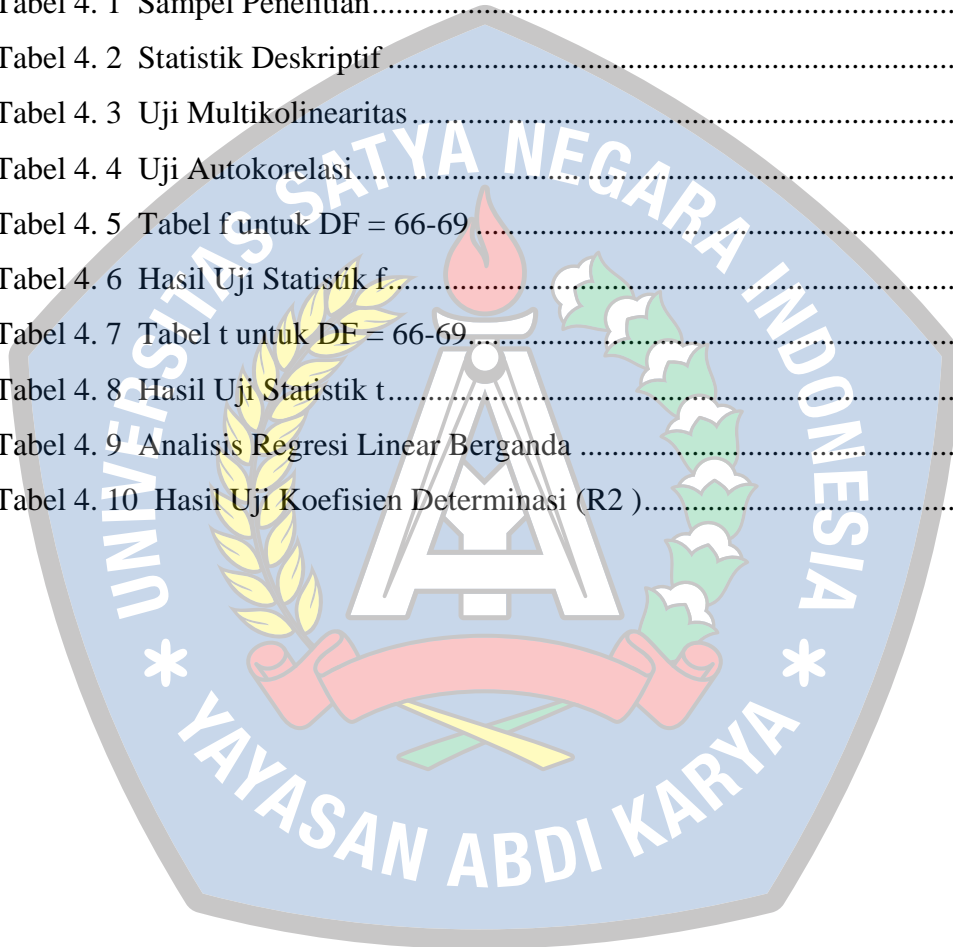 Tabel 4. 1 Sampel Penelitian
Tabel 4. 2 Statistik Deskriptif
Tabel 4. 3 Uji Multikolinearitas
Tabel 4. 4 Uji Autokorelasi
Tabel 4. 5 Tabel f untuk DF = 66-69
Tabel 4. 6 Hasil Uji Statistik f
Tabel 4. 7 Tabel t untuk DF = 66-69
Tabel 4. 8 Hasil Uji Statistik t
Tabel 4. 9 Analisis Regresi Linear Berganda
Tabel 4. 10 Hasil Uji Koefisien Determinasi (R2 )
UNIVERSITAS SATYA NEGARA INDONESIA
* YAYASAN ABDI KARYA *